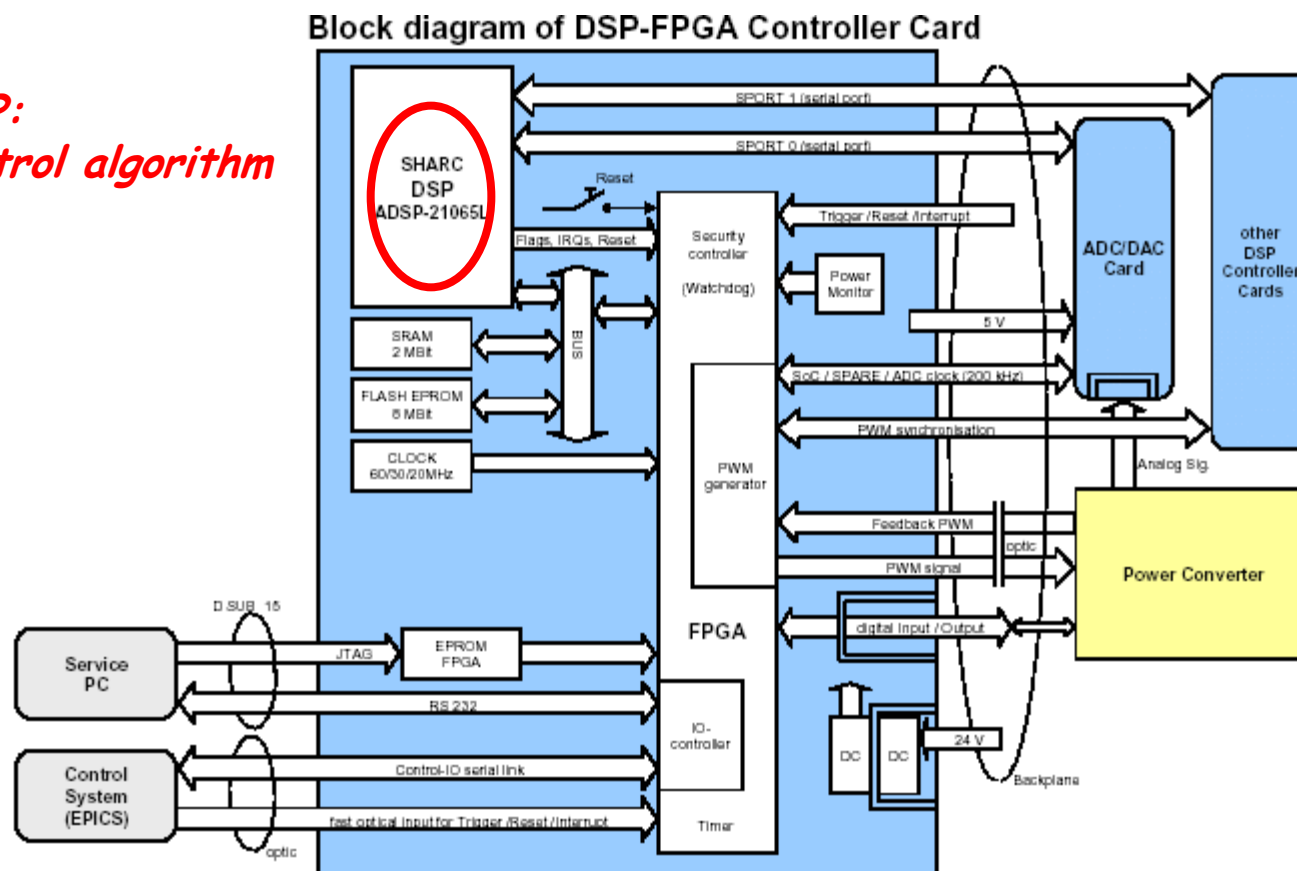 Block diagram of DSP-FPGA Controller Card
P:
trol algorithm
SPORT 1 (serial port)
SPORT 0 (serial port)
SHARC
DSP
ADSP-21065L
Reset
Flags, IRQs, Reset
Security
controller
(Watchdog)
Trigger /Reset /Interrupt
Power
Monitor
ADC/DAC
Card
other
DSP
Controller
Cards
5 V
SRAM
2 MBit
BUS
FLASH EPROM
8 MBit
CLOCK
60/30/20MHz
SoC / SPARE / ADC clock (200 kHz)
PWM synchronisation
Analog Sig.
PWM
generator
Feedback PWM
optic
PWM signal
Power Converter
D.SUB 15
Service
PC
JTAG
EPROM
FPGA
FPGA
digital Input / Output
RS 232
IO-
controller
DC
DC
24 V
Backplane
Control
System
(EPICS)
Control-IO serial link
fast optical input for Trigger /Reset /Interrupt
Timer
optic